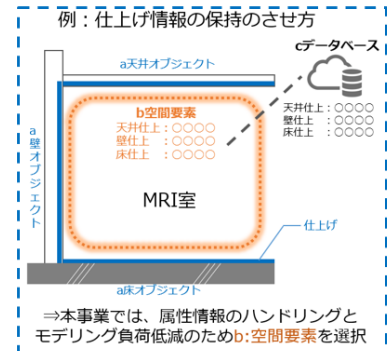 例：仕上げ情報の保持のさせ方
cデータベース
天井仕上：○○○○
壁仕上　：○○○○
床仕上　：○○○○
a天井オブジェクト
b空間要素
天井仕上：○○○○
壁仕上　：○○○○
床仕上　：○○○○
a壁オブジェクト
MRI室
仕上げ
a床オブジェクト
⇒本事業では、属性情報のハンドリングと
モデリング負荷低減のためb:空間要素を選択